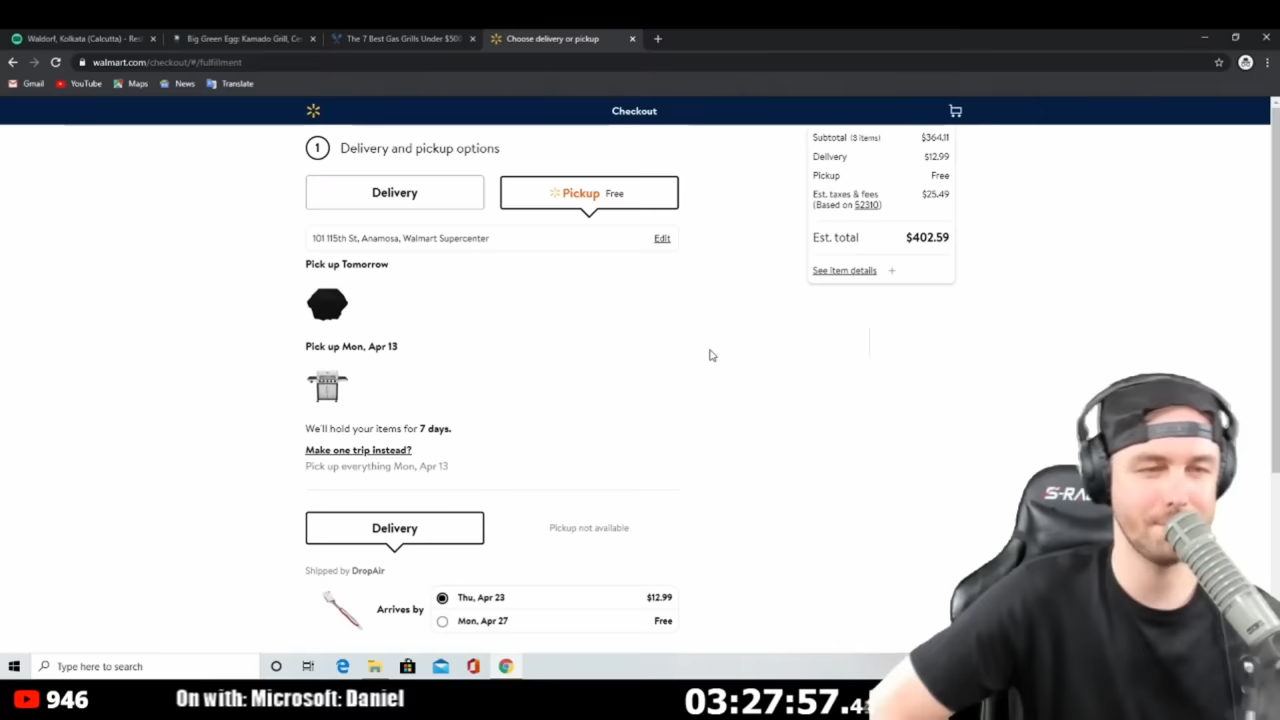 Waldorf, Kolkata (Calcutta) - Res
Big Green Egg: Kamado Grill, Ce
The 7 Best Gas Grills Under $500
Choose delivery or pickup
walmart.com/checkout/#/fulfillment
Gmail
YouTube
Maps
News
Translate
Checkout
1 Delivery and pickup options
Delivery
Pickup Free
101 115th St, Anamosa, Walmart Supercenter
Edit
Pick up Tomorrow
Pick up Mon, Apr 13
We'll hold your items for 7 days.
Make one trip instead?
Pick up everything Mon, Apr 13
Delivery
Pickup not available
Shipped by DropAir
Arrives by
Thu, Apr 23 $12.99
Mon, Apr 27 Free
Subtotal (3 items) $364.11
Delivery $12.99
Pickup Free
Est. taxes & fees $25.49
(Based on 52310)
Est. total $402.59
See item details +
S-RA
Type here to search
946
On with: Microsoft: Daniel
03:27:57.4